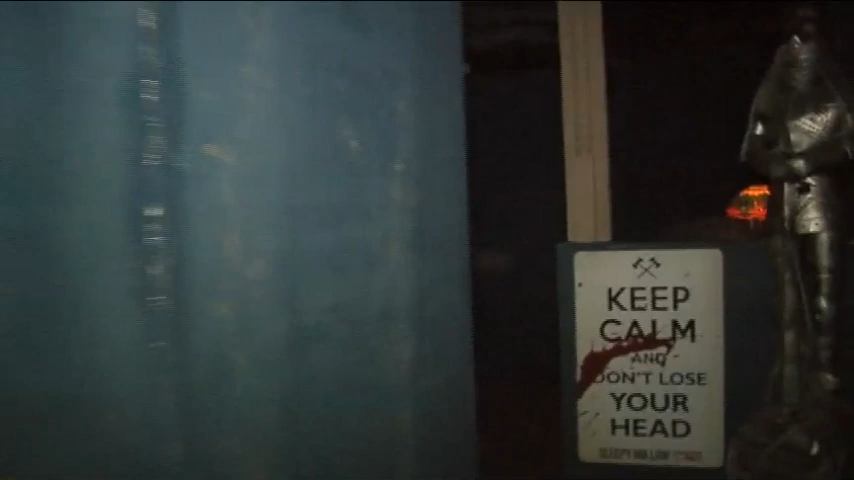 KEEP
CALM
AND
DON'T LOSE
YOUR
HEAD
SLEEPY HOLLOW